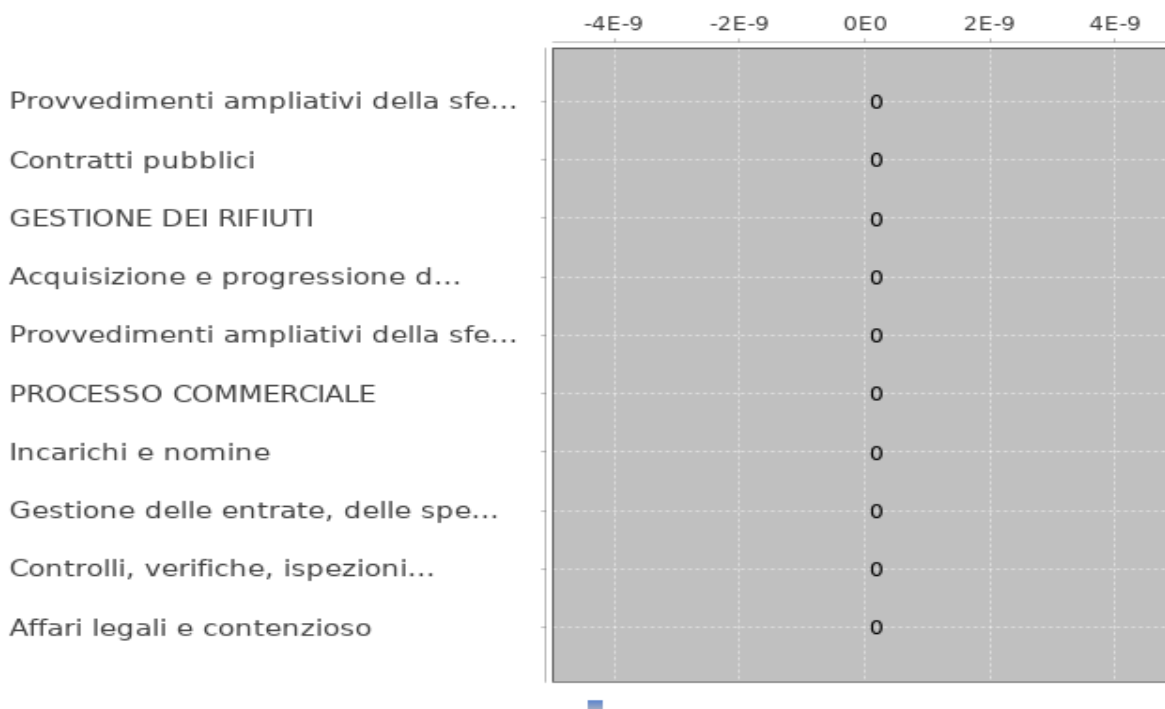 -4E-9 -2E-9 0E0 2E-9 4E-9
Provvedimenti ampliativi della sfe... 0
Contratti pubblici 0
GESTIONE DEI RIFIUTI 0
Acquisizione e progressione d... 0
Provvedimenti ampliativi della sfe... 0
PROCESSO COMMERCIALE 0
Incarichi e nomine 0
Gestione delle entrate, delle spe... 0
Controlli, verifiche, ispezioni... 0
Affari legali e contenzioso 0